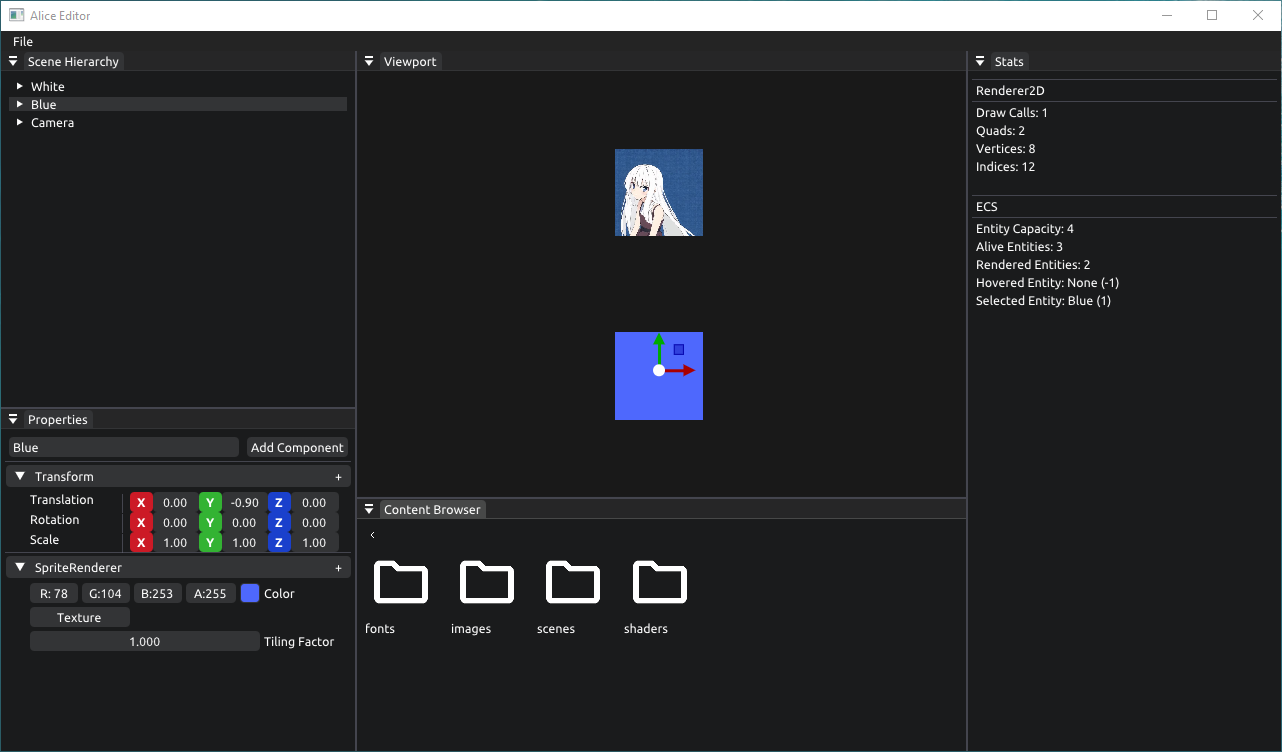 Alice Editor
File
Scene Hierarchy
White
Blue
Camera
Properties
Blue Add Component
Transform +
Translation X 0.00 Y -0.90 Z 0.00
Rotation X 0.00 Y 0.00 Z 0.00
Scale X 1.00 Y 1.00 Z 1.00
SpriteRenderer +
R: 78 G:104 B:253 A:255 Color
Texture
1.000 Tiling Factor
Viewport
Content Browser
<
fonts images scenes shaders
Stats
Renderer2D
Draw Calls: 1
Quads: 2
Vertices: 8
Indices: 12
ECS
Entity Capacity: 4
Alive Entities: 3
Rendered Entities: 2
Hovered Entity: None (-1)
Selected Entity: Blue (1)